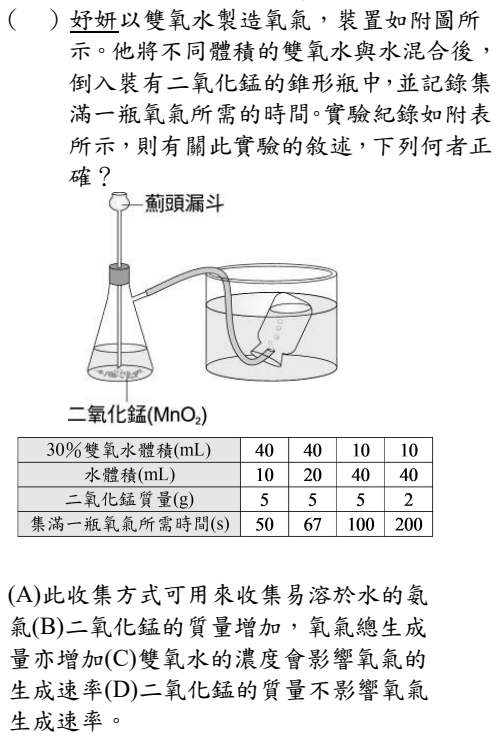 （　）妤妍以雙氧水製造氧氣，裝置如附圖所
示。他將不同體積的雙氧水與水混合後，
倒入裝有二氧化錳的錐形瓶中，並記錄集
滿一瓶氧氣所需的時間。實驗紀錄如附表
所示，則有關此實驗的敘述，下列何者正
確？
薊頭漏斗
二氧化錳(MnO₂)
30%雙氧水體積(mL) 40 40 10 10
水體積(mL) 10 20 40 40
二氧化錳質量(g) 5 5 5 2
集滿一瓶氧氣所需時間(s) 50 67 100 200
(A)此收集方式可用來收集易溶於水的氨
氣(B)二氧化錳的質量增加，氧氣總生成
量亦增加(C)雙氧水的濃度會影響氧氣的
生成速率(D)二氧化錳的質量不影響氧氣
生成速率。